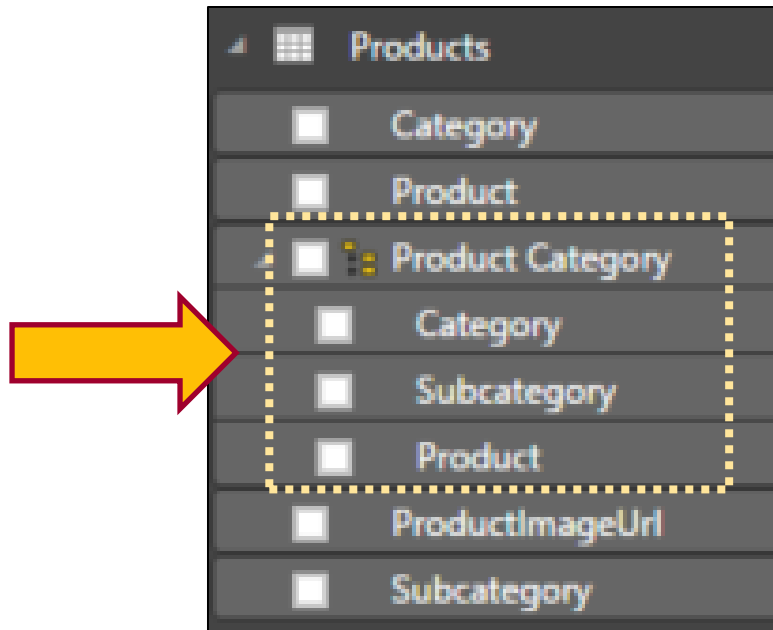 Products
Category
Product
Product Category
Category
Subcategory
Product
ProductImageUrl
Subcategory